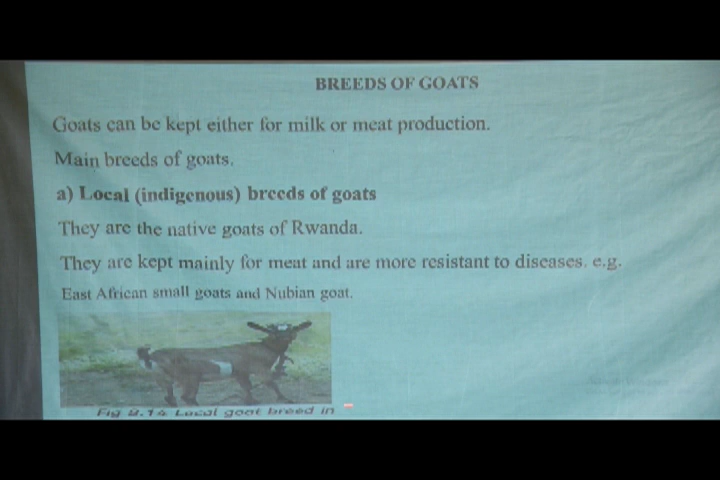 BREEDS OF GOATS
Goats can be kept either for milk or meat production.
Main breeds of goats.
a) Local (indigenous) breeds of goats
They are the native goats of Rwanda.
They are kept mainly for meat and are more resistant to diseases. e.g.
East African small goats and Nubian goat.
Fig 2.14 Local goat breed in